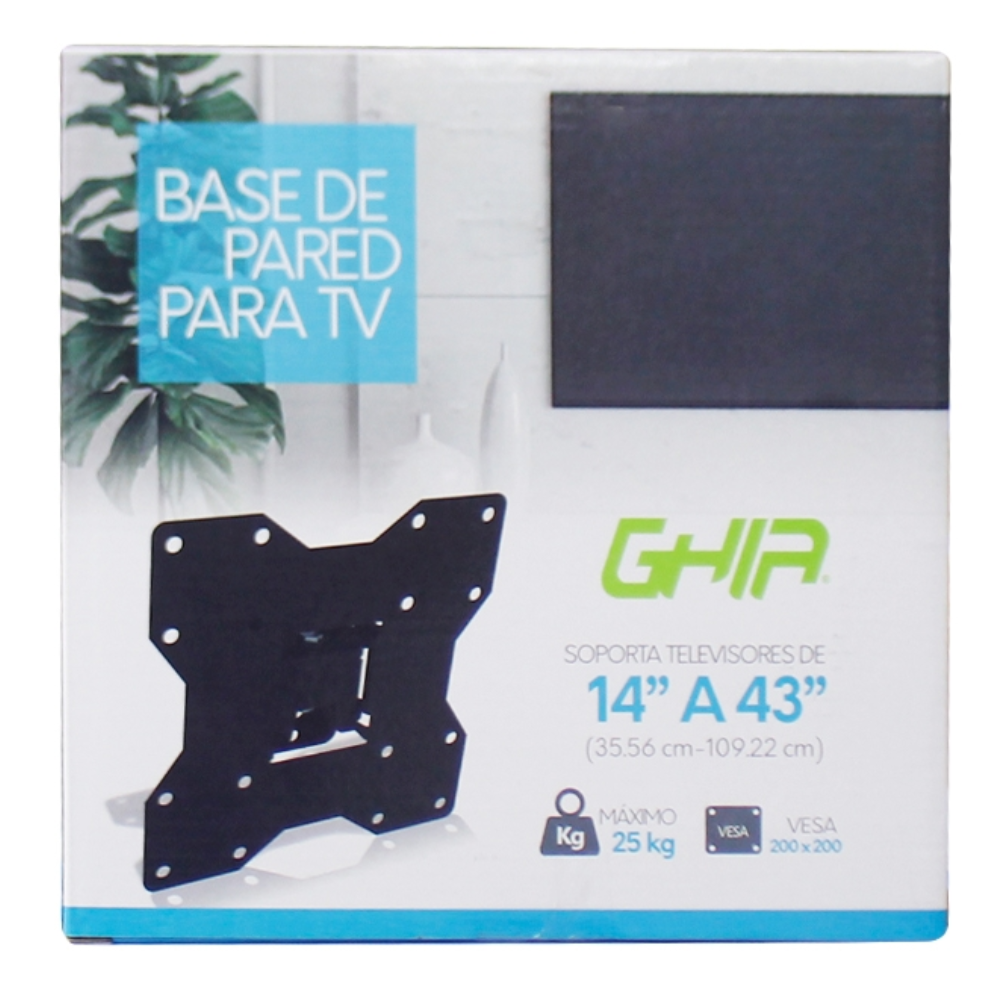 BASE DE
PARED
PARA TV
GHIA
SOPORTA TELEVISORES DE
14” A 43”
(35.56 cm-109.22 cm)
Kg
MÁXIMO
25 kg
VESA
VESA
200 x 200